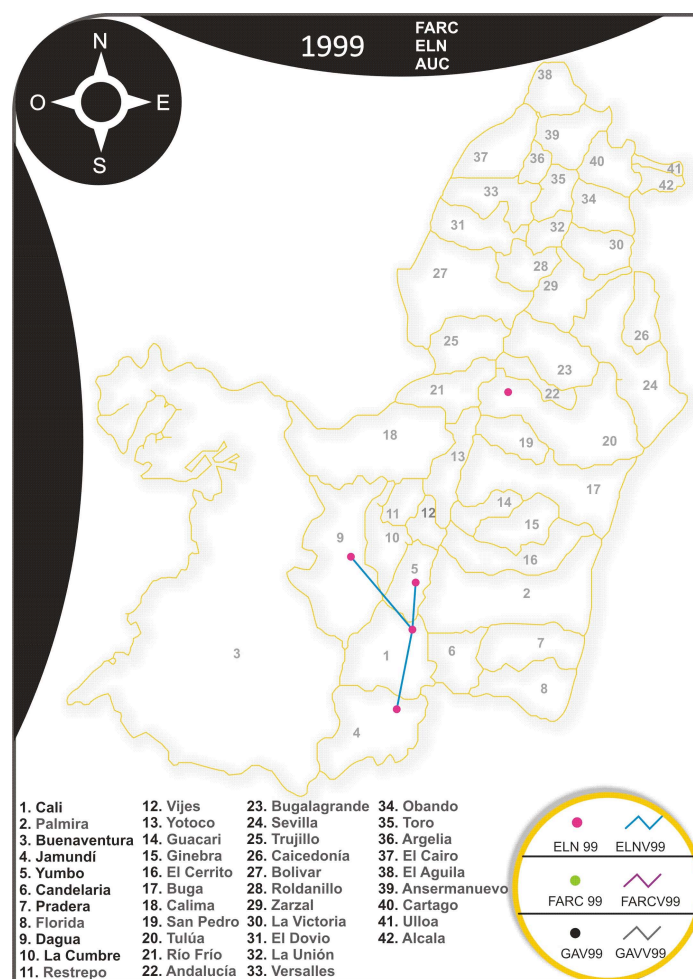 1999
FARC
ELN
AUC
N
O
E
S
38
39
37
36
40
41
42
35
33
34
31
32
30
28
27
29
26
25
23
24
21
22
18
19
20
13
17
14
11
12
15
9
10
16
5
2
7
3
1
6
8
4
1. Cali
2. Palmira
3. Buenaventura
4. Jamundí
5. Yumbo
6. Candelaria
7. Pradera
8. Florida
9. Dagua
10. La Cumbre
11. Restrepo
12. Vijes
13. Yotoco
14. Guacari
15. Ginebra
16. El Cerrito
17. Buga
18. Calima
19. San Pedro
20. Tulúa
21. Río Frío
22. Andalucía
23. Bugalagrande
24. Sevilla
25. Trujillo
26. Caicedonía
27. Bolivar
28. Roldanillo
29. Zarzal
30. La Victoria
31. El Dovio
32. La Unión
33. Versalles
34. Obando
35. Toro
36. Argelia
37. El Cairo
38. El Aguila
39. Ansermanuevo
40. Cartago
41. Ulloa
42. Alcala
ELN 99 ELNV99
FARC 99 FARCV99
GAV99 GAVV99